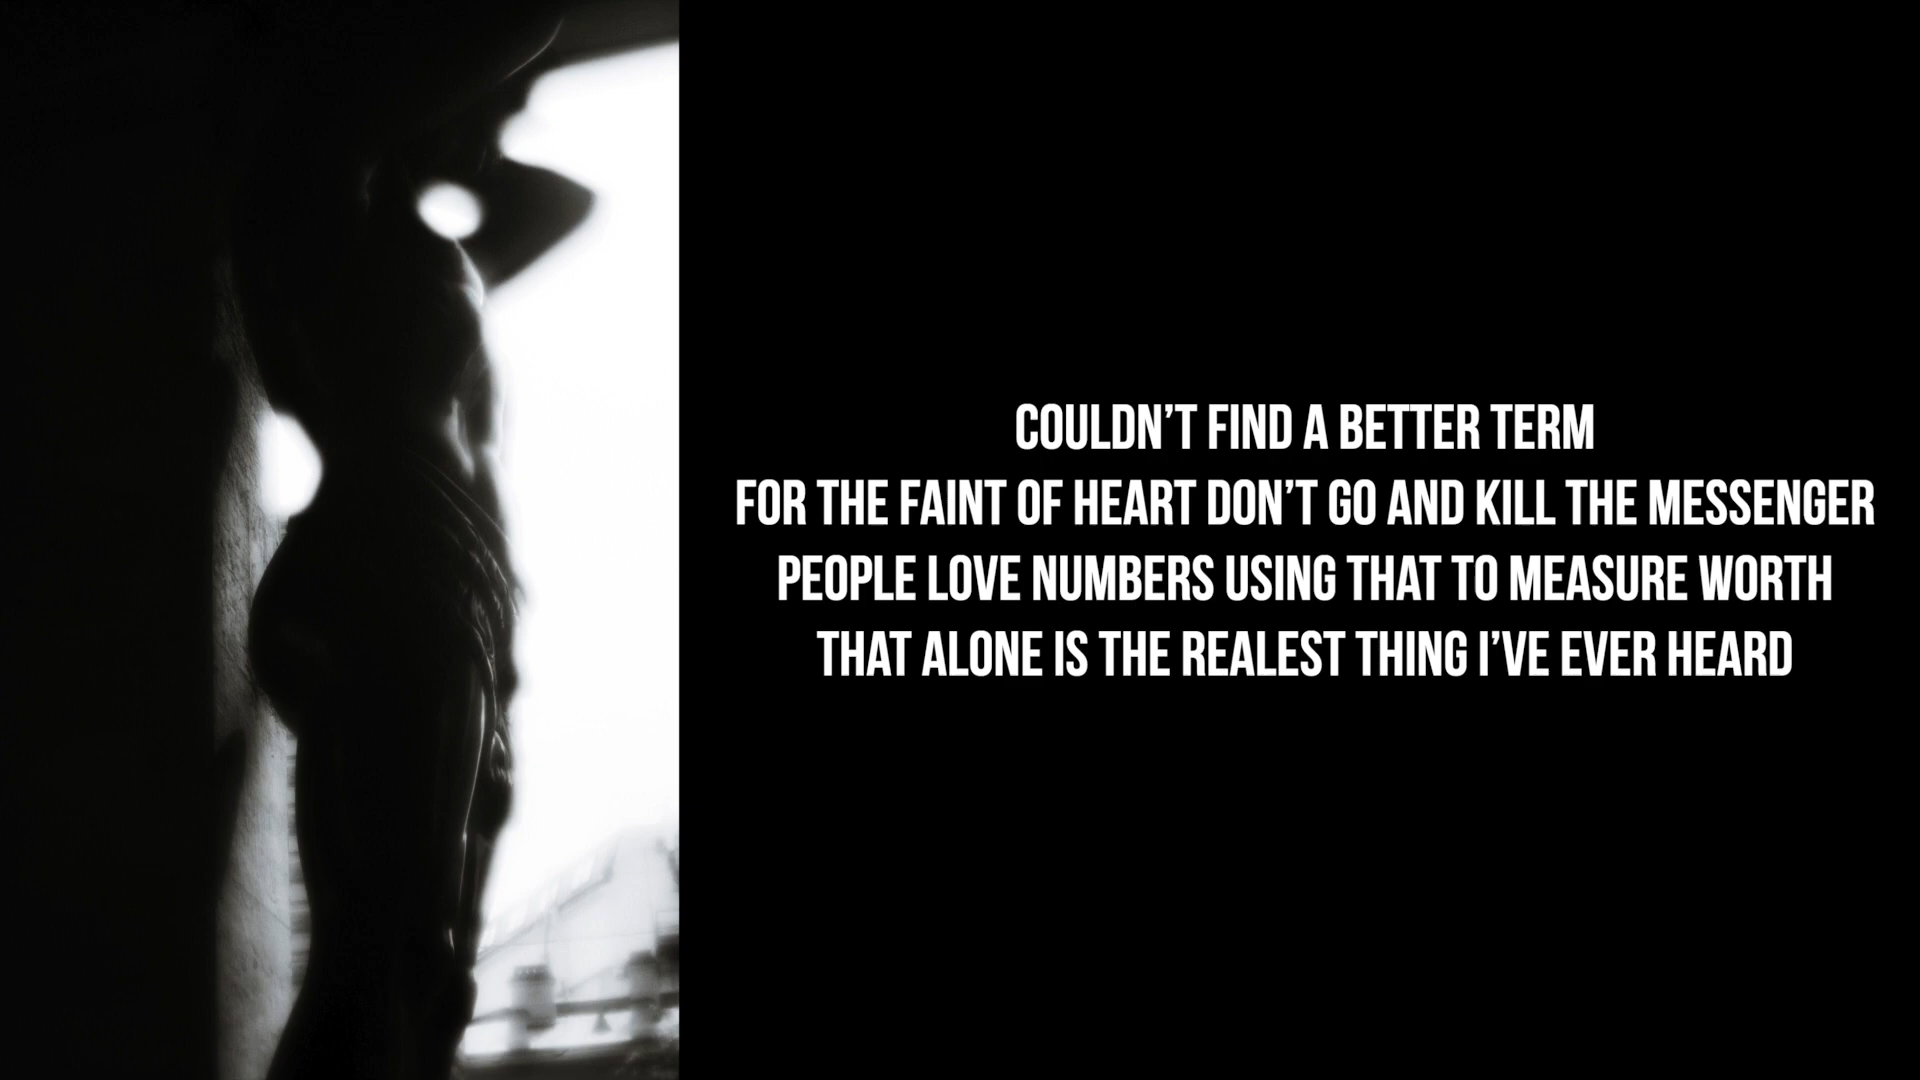 COULDN'T FIND A BETTER TERM
FOR THE FAINT OF HEART DON'T GO AND KILL THE MESSENGER
PEOPLE LOVE NUMBERS USING THAT TO MEASURE WORTH
THAT ALONE IS THE REALEST THING I'VE EVER HEARD